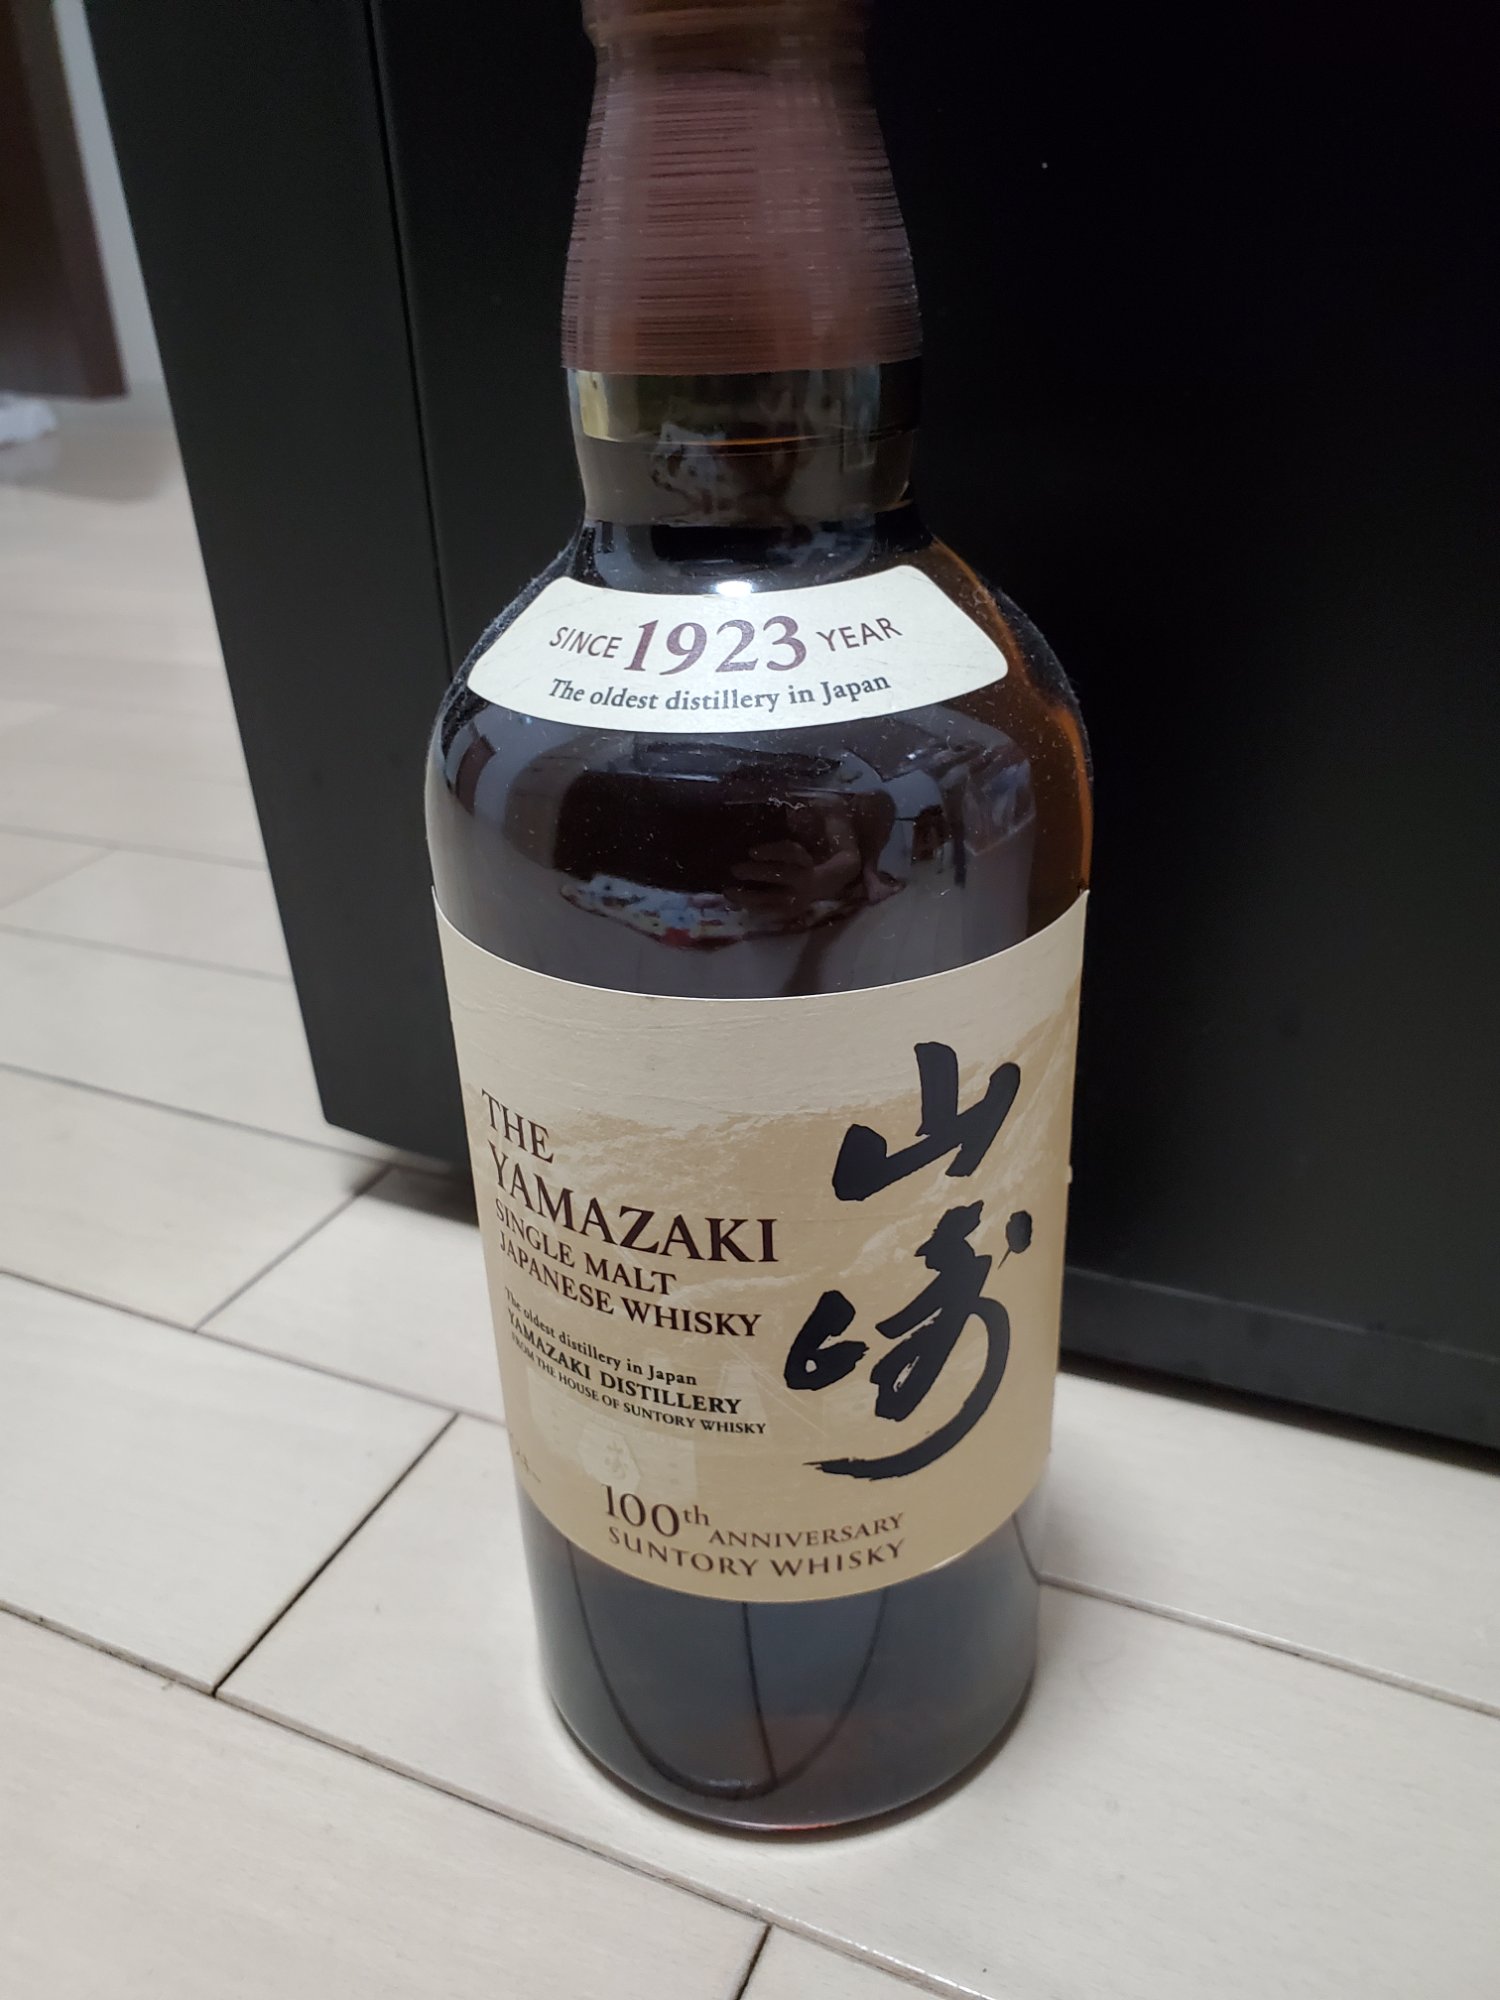 SINCE 1923 YEAR
The oldest distillery in Japan
THE
YAMAZAKI
SINGLE MALT
JAPANESE WHISKY
The oldest distillery in Japan
YAMAZAKI DISTILLERY
FROM THE HOUSE OF SUNTORY WHISKY
山崎
100th ANNIVERSARY
SUNTORY WHISKY